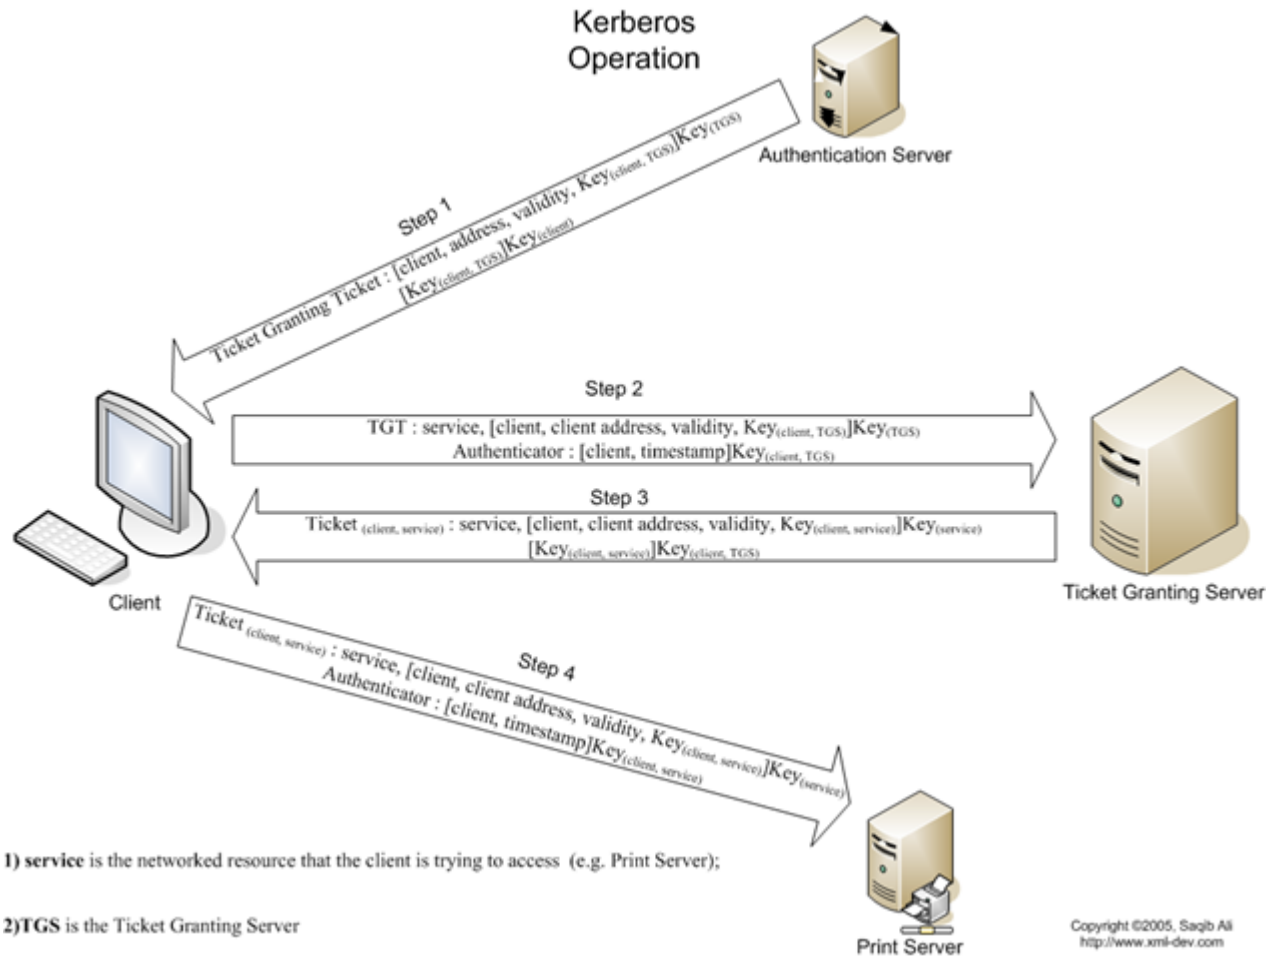 Kerberos
Operation
Authentication Server
Step 1
Ticket Granting Ticket : [client, address, validity, Key(client, TGS)]Key(TGS)
[Key(client, TGS)]Key(client)
Step 2
TGT : service, [client, client address, validity, Key(client, TGS)]Key(TGS)
Authenticator : [client, timestamp]Key(client, TGS)
Step 3
Ticket (client, service) : service, [client, client address, validity, Key(client, service)]Key(service)
[Key(client, service)]Key(client, TGS)
Client
Ticket Granting Server
Step 4
Ticket (client, service) : service, [client, client address, validity, Key(client, service)]Key(service)
Authenticator : [client, timestamp]Key(client, service)
1) service is the networked resource that the client is trying to access (e.g. Print Server);
2)TGS is the Ticket Granting Server
Print Server
Copyright ©2005, Saqib Ali
http://www.xml-dev.com